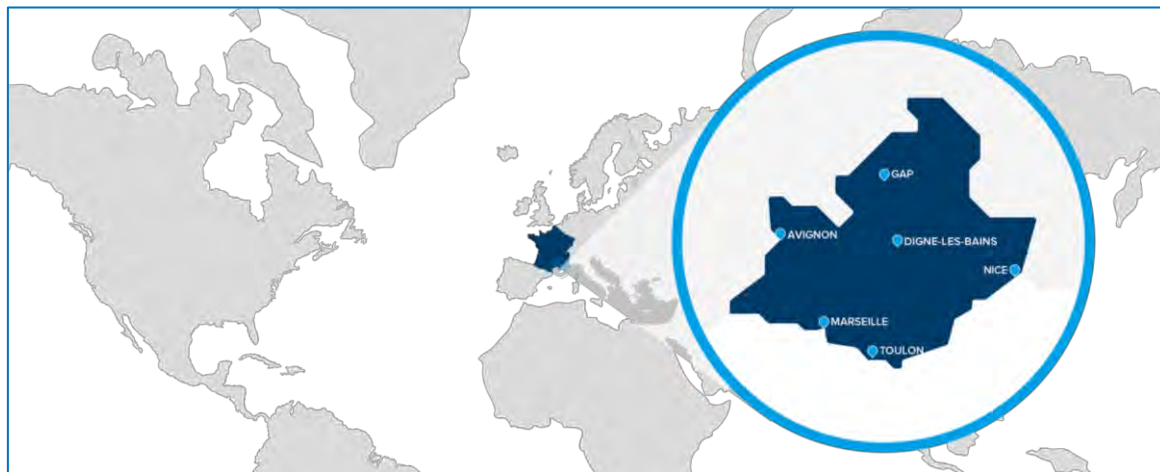 GAP
AVIGNON
DIGNE-LES-BAINS
NICE
MARSEILLE
TOULON